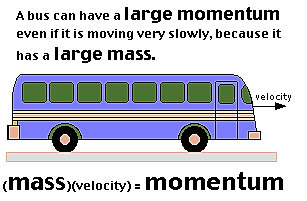 A bus can have a large momentum
even if it is moving very slowly, because it
has a large mass.
velocity
(mass)(velocity) = momentum